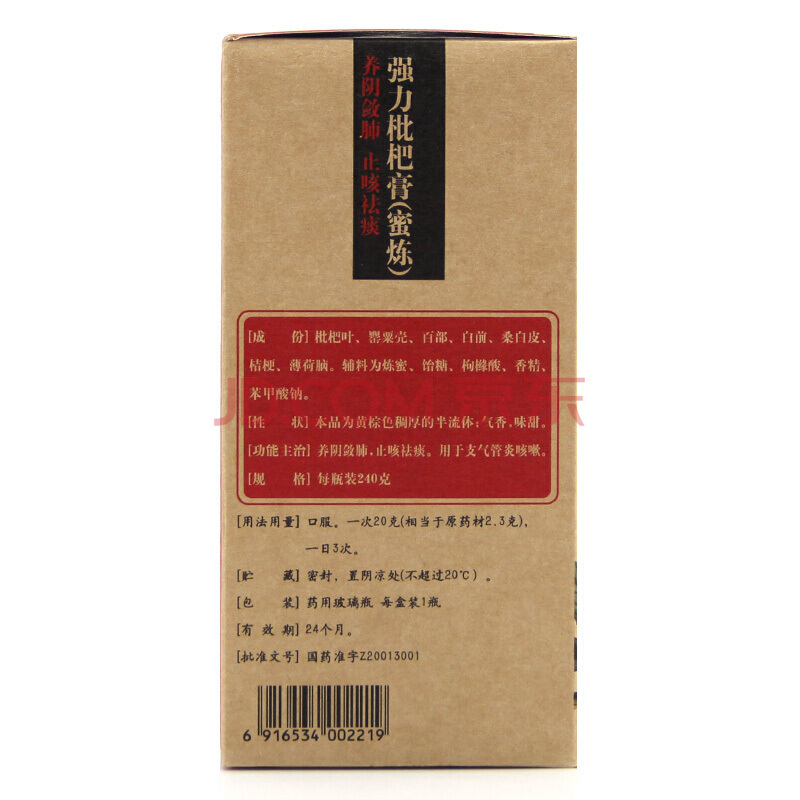 强力枇杷膏(蜜炼)
养阴敛肺 止咳祛痰
[成 份] 枇杷叶、罂粟壳、百部、白前、桑白皮、
桔梗、薄荷脑。辅料为炼蜜、饴糖、枸橼酸、香精、
苯甲酸钠。
[性 状] 本品为黄棕色稠厚的半流体;气香,味甜。
[功能主治] 养阴敛肺,止咳祛痰。用于支气管炎咳嗽。
[规 格] 每瓶装240克
[用法用量] 口服。一次20克(相当于原药材2.3克),
一日3次。
[贮 藏] 密封,置阴凉处(不超过20℃)。
[包 装] 药用玻璃瓶 每盒装1瓶
[有 效 期] 24个月。
[批准文号] 国药准字Z20013001
6 916534 002219
JD.COM 京东